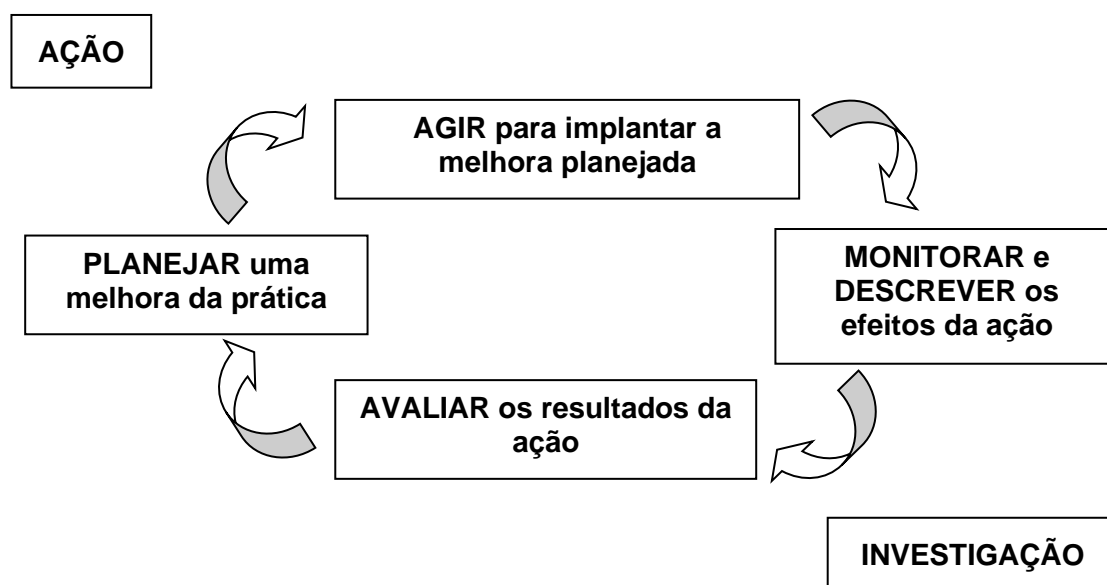 AÇÃO
AGIR para implantar a
melhora planejada
PLANEJAR uma
melhora da prática
MONITORAR e
DESCREVER os
efeitos da ação
AVALIAR os resultados da
ação
INVESTIGAÇÃO